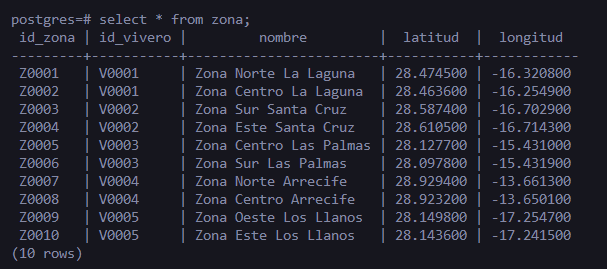 postgres=# select * from zona;
 id_zona | id_vivero |         nombre         |  latitud  |  longitud
---------+-----------+------------------------+-----------+------------
 Z0001   | V0001     | Zona Norte La Laguna   | 28.474500 | -16.320800
 Z0002   | V0001     | Zona Centro La Laguna  | 28.463600 | -16.254900
 Z0003   | V0002     | Zona Sur Santa Cruz    | 28.587400 | -16.702900
 Z0004   | V0002     | Zona Este Santa Cruz   | 28.610500 | -16.714300
 Z0005   | V0003     | Zona Centro Las Palmas | 28.127700 | -15.431000
 Z0006   | V0003     | Zona Sur Las Palmas    | 28.097800 | -15.431900
 Z0007   | V0004     | Zona Norte Arrecife    | 28.929400 | -13.661300
 Z0008   | V0004     | Zona Centro Arrecife   | 28.923200 | -13.650100
 Z0009   | V0005     | Zona Oeste Los Llanos  | 28.149800 | -17.254700
 Z0010   | V0005     | Zona Este Los Llanos   | 28.143600 | -17.241500
(10 rows)